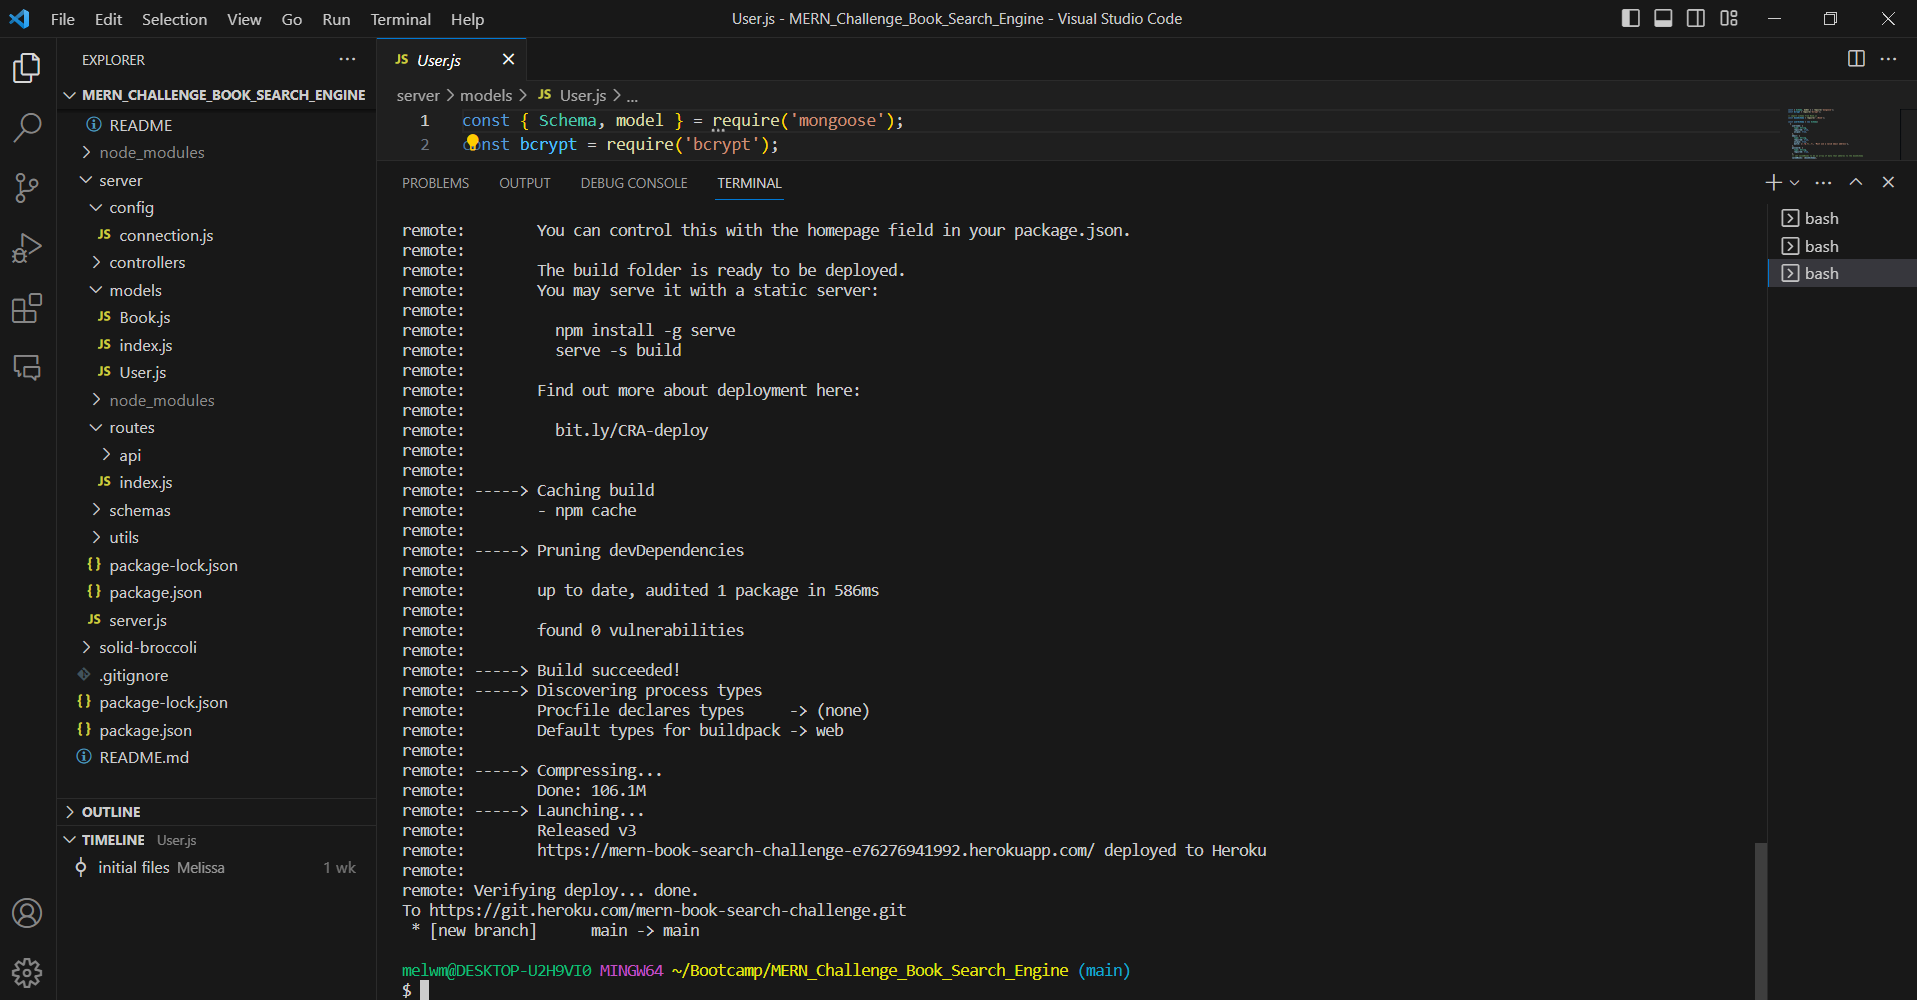 File Edit Selection View Go Run Terminal Help
User.js - MERN_Challenge_Book_Search_Engine - Visual Studio Code
EXPLORER
MERN_CHALLENGE_BOOK_SEARCH_ENGINE
README
node_modules
server
config
JS connection.js
controllers
models
JS Book.js
JS index.js
JS User.js
node_modules
routes
api
JS index.js
schemas
utils
{} package-lock.json
{} package.json
JS server.js
solid-broccoli
.gitignore
{} package-lock.json
{} package.json
README.md
OUTLINE
TIMELINE User.js
initial files Melissa 1 wk
JS User.js
server > models > JS User.js > ...
1 const { Schema, model } = require('mongoose');
2 const bcrypt = require('bcrypt');
PROBLEMS OUTPUT DEBUG CONSOLE TERMINAL
remote: You can control this with the homepage field in your package.json.
remote:
remote: The build folder is ready to be deployed.
remote: You may serve it with a static server:
remote:
remote: npm install -g serve
remote: serve -s build
remote:
remote: Find out more about deployment here:
remote:
remote: bit.ly/CRA-deploy
remote:
remote:
remote: -----> Caching build
remote: - npm cache
remote:
remote: -----> Pruning devDependencies
remote:
remote: up to date, audited 1 package in 586ms
remote:
remote: found 0 vulnerabilities
remote:
remote: -----> Build succeeded!
remote: -----> Discovering process types
remote: Procfile declares types -> (none)
remote: Default types for buildpack -> web
remote:
remote: -----> Compressing...
remote: Done: 106.1M
remote: -----> Launching...
remote: Released v3
remote: https://mern-book-search-challenge-e76276941992.herokuapp.com/ deployed to Heroku
remote:
remote: Verifying deploy... done.
To https://git.heroku.com/mern-book-search-challenge.git
* [new branch] main -> main
melwm@DESKTOP-U2H9VI0 MINGW64 ~/Bootcamp/MERN_Challenge_Book_Search_Engine (main)
$
bash
bash
bash